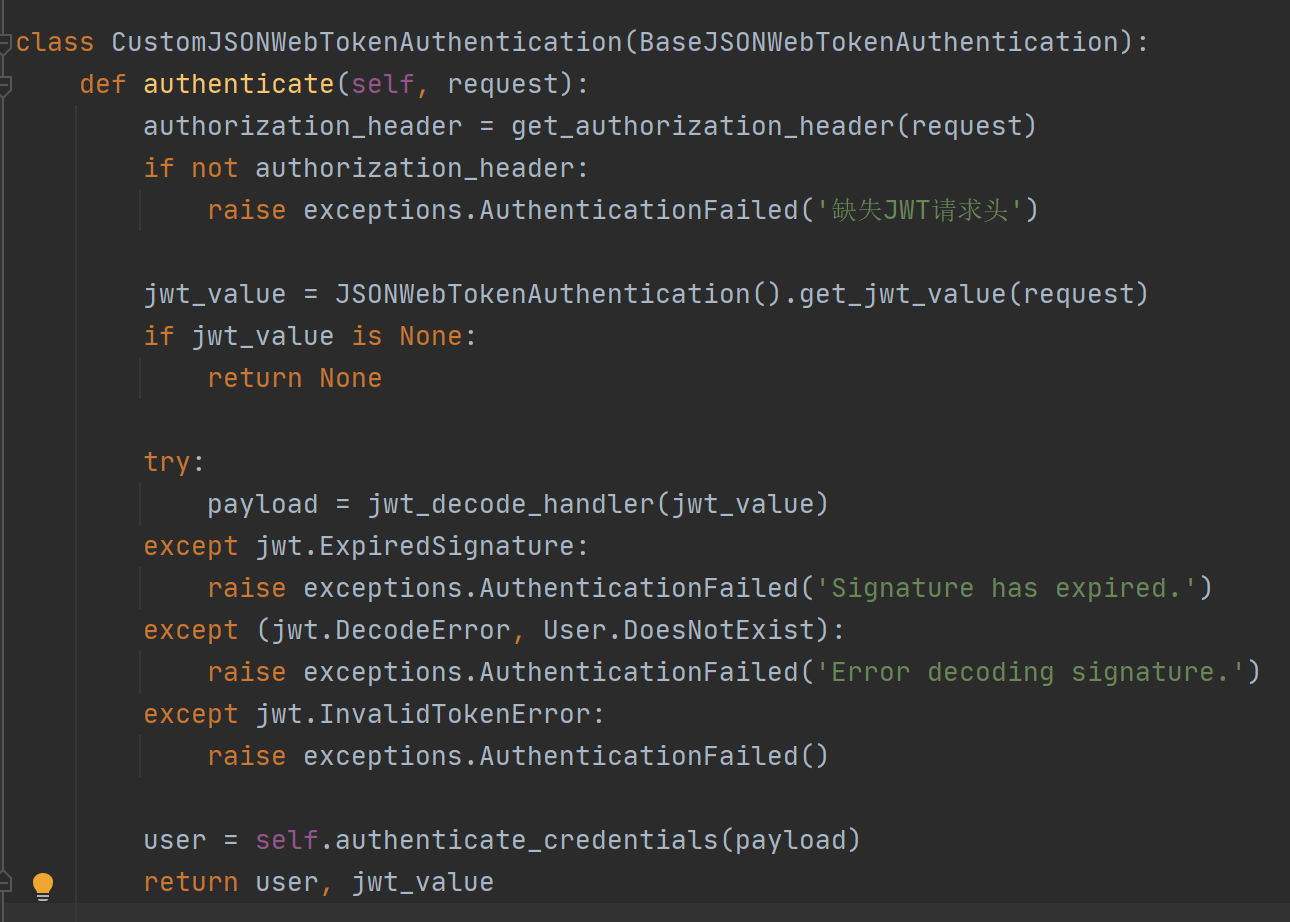 class CustomJSONWebTokenAuthentication(BaseJSONWebTokenAuthentication):
    def authenticate(self, request):
        authorization_header = get_authorization_header(request)
        if not authorization_header:
            raise exceptions.AuthenticationFailed('缺失JWT请求头')

        jwt_value = JSONWebTokenAuthentication().get_jwt_value(request)
        if jwt_value is None:
            return None

        try:
            payload = jwt_decode_handler(jwt_value)
        except jwt.ExpiredSignature:
            raise exceptions.AuthenticationFailed('Signature has expired.')
        except (jwt.DecodeError, User.DoesNotExist):
            raise exceptions.AuthenticationFailed('Error decoding signature.')
        except jwt.InvalidTokenError:
            raise exceptions.AuthenticationFailed()

        user = self.authenticate_credentials(payload)
        return user, jwt_value